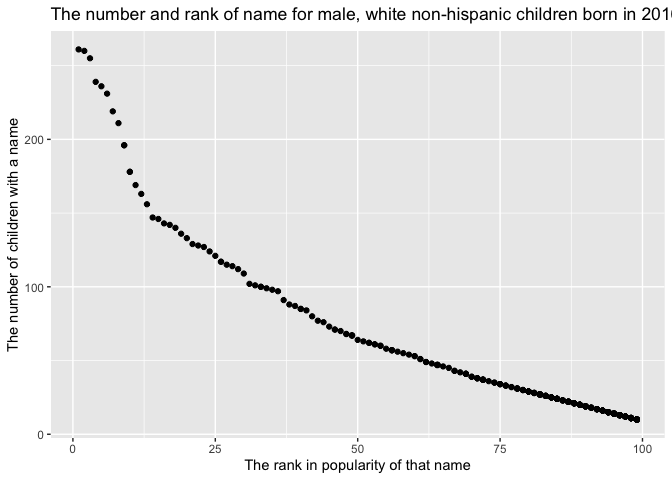 The number and rank of name for male, white non-hispanic children born in 201
The number of children with a name
200
100
0
0 25 50 75 100
The rank in popularity of that name